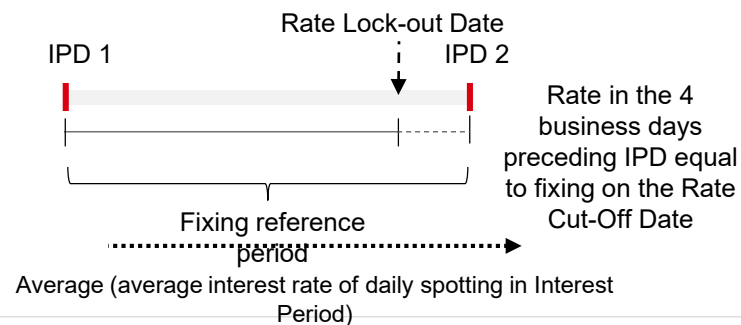 Rate Lock-out Date
IPD 1
IPD 2
Rate in the 4
business days
preceding IPD equal
to fixing on the Rate
Cut-Off Date
Fixing reference
period
Average (average interest rate of daily spotting in Interest
Period)